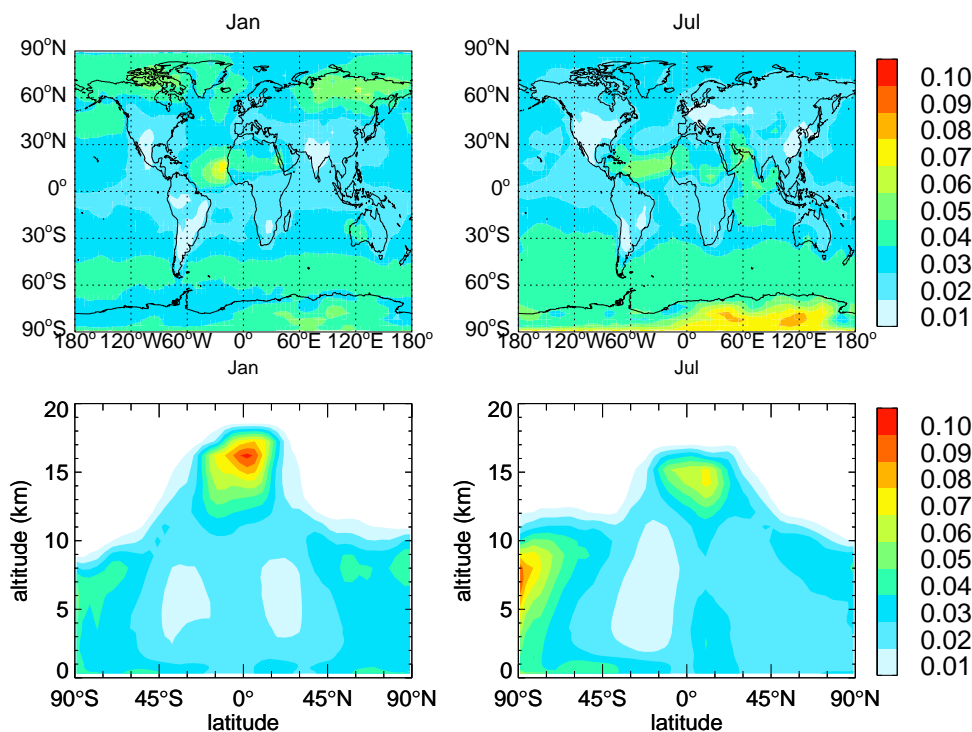 Jan Jul
90°N 90°N
60°N 60°N
30°N 30°N
0° 0°
30°S 30°S
60°S 60°S
90°S 90°S
180° 120°W 60°W 0° 60°E 120°E 180° 180° 120°W 60°W 0° 60°E 120°E 180°
0.10
0.09
0.08
0.07
0.06
0.05
0.04
0.03
0.02
0.01
Jan Jul
20 20
15 15
10 10
5 5
0 0
altitude (km) altitude (km)
90°S 45°S 0° 45°N 90°N 90°S 45°S 0° 45°N 90°N
latitude latitude
0.10
0.09
0.08
0.07
0.06
0.05
0.04
0.03
0.02
0.01